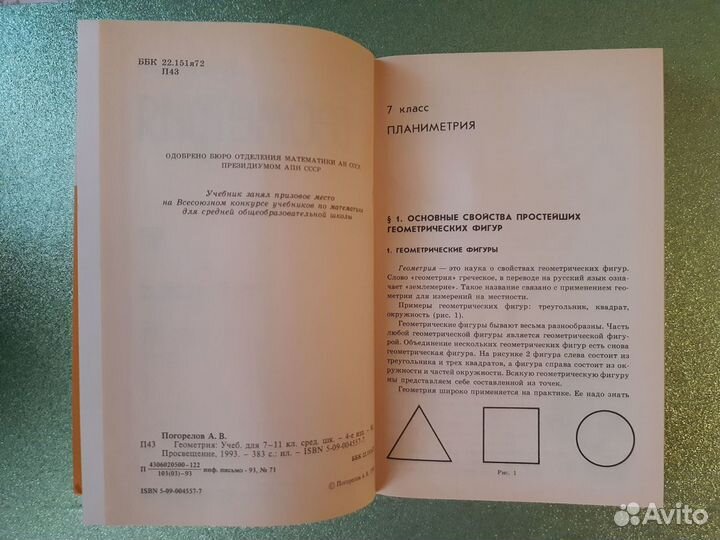 ББК 22.151я72
П43
ОДОБРЕНО БЮРО ОТДЕЛЕНИЯ МАТЕМАТИКИ АН СССР,
ПРЕЗИДИУМОМ АПН СССР
Учебник занял призовое место
на Всесоюзном конкурсе учебников по математике
для средней общеобразовательной школы
Погорелов А. В.
П43 Геометрия: Учеб. для 7—11 кл. сред. шк. — 4-е изд. — М.
Просвещение, 1993. — 383 с.: ил. — ISBN 5-09-004557-7.
П 4306020500—122
103(03)—93 инф. письмо - 93, № 71
ББК
ISBN 5-09-004557-7
© Погорелов А. В.
7 класс
ПЛАНИМЕТРИЯ
§ 1. ОСНОВНЫЕ СВОЙСТВА ПРОСТЕЙШИХ
ГЕОМЕТРИЧЕСКИХ ФИГУР
1. ГЕОМЕТРИЧЕСКИЕ ФИГУРЫ
Геометрия — это наука о свойствах геометрических фигур.
Слово «геометрия» греческое, в переводе на русский язык озна-
чает «землемерие». Такое название связано с применением гео-
метрии для измерений на местности.
Примеры геометрических фигур: треугольник, квадрат,
окружность (рис. 1).
Геометрические фигуры бывают весьма разнообразны. Часть
любой геометрической фигуры является геометрической фигу-
рой. Объединение нескольких геометрических фигур есть снова
геометрическая фигура. На рисунке 2 фигура слева состоит из
треугольника и трех квадратов, а фигура справа состоит из ок-
ружности и частей окружности. Всякую геометрическую фигуру
мы представляем себе составленной из точек.
Геометрия широко применяется на практике. Ее надо знать
Рис. 1
Avito